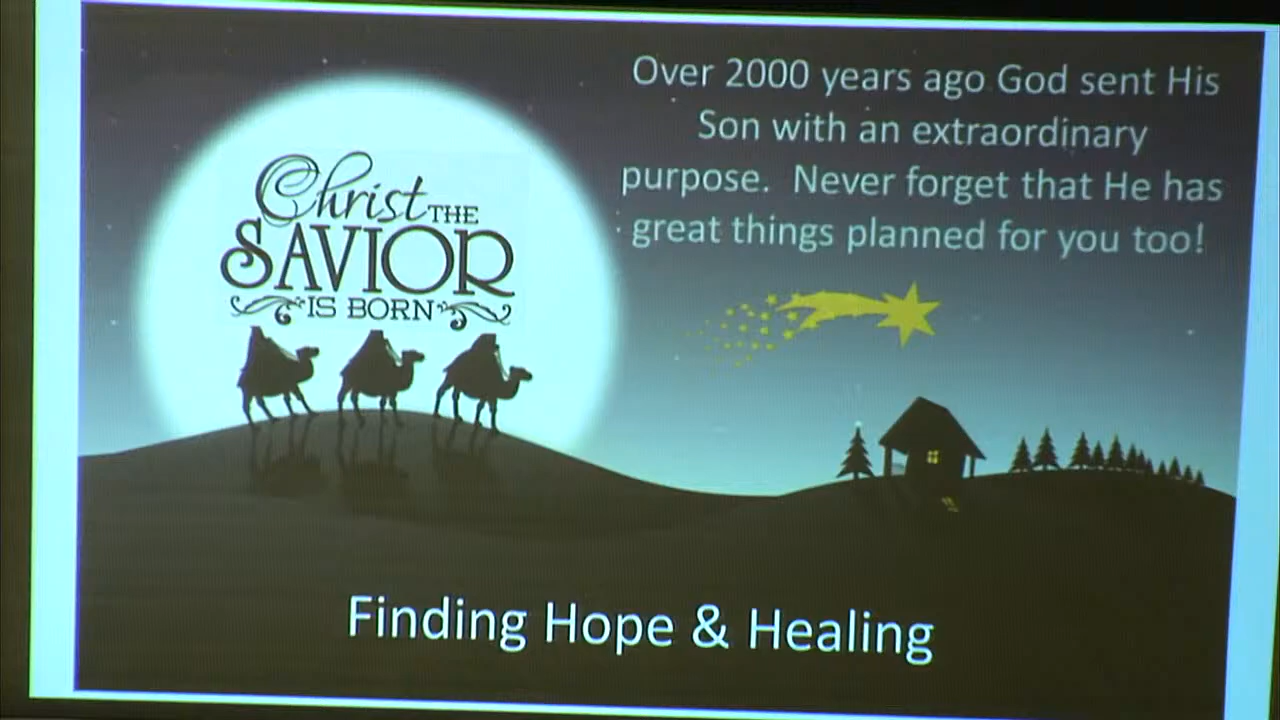 Over 2000 years ago God sent His
Son with an extraordinary
purpose.  Never forget that He has
great things planned for you too!
Christ THE
SAVIOR
IS BORN
Finding Hope & Healing